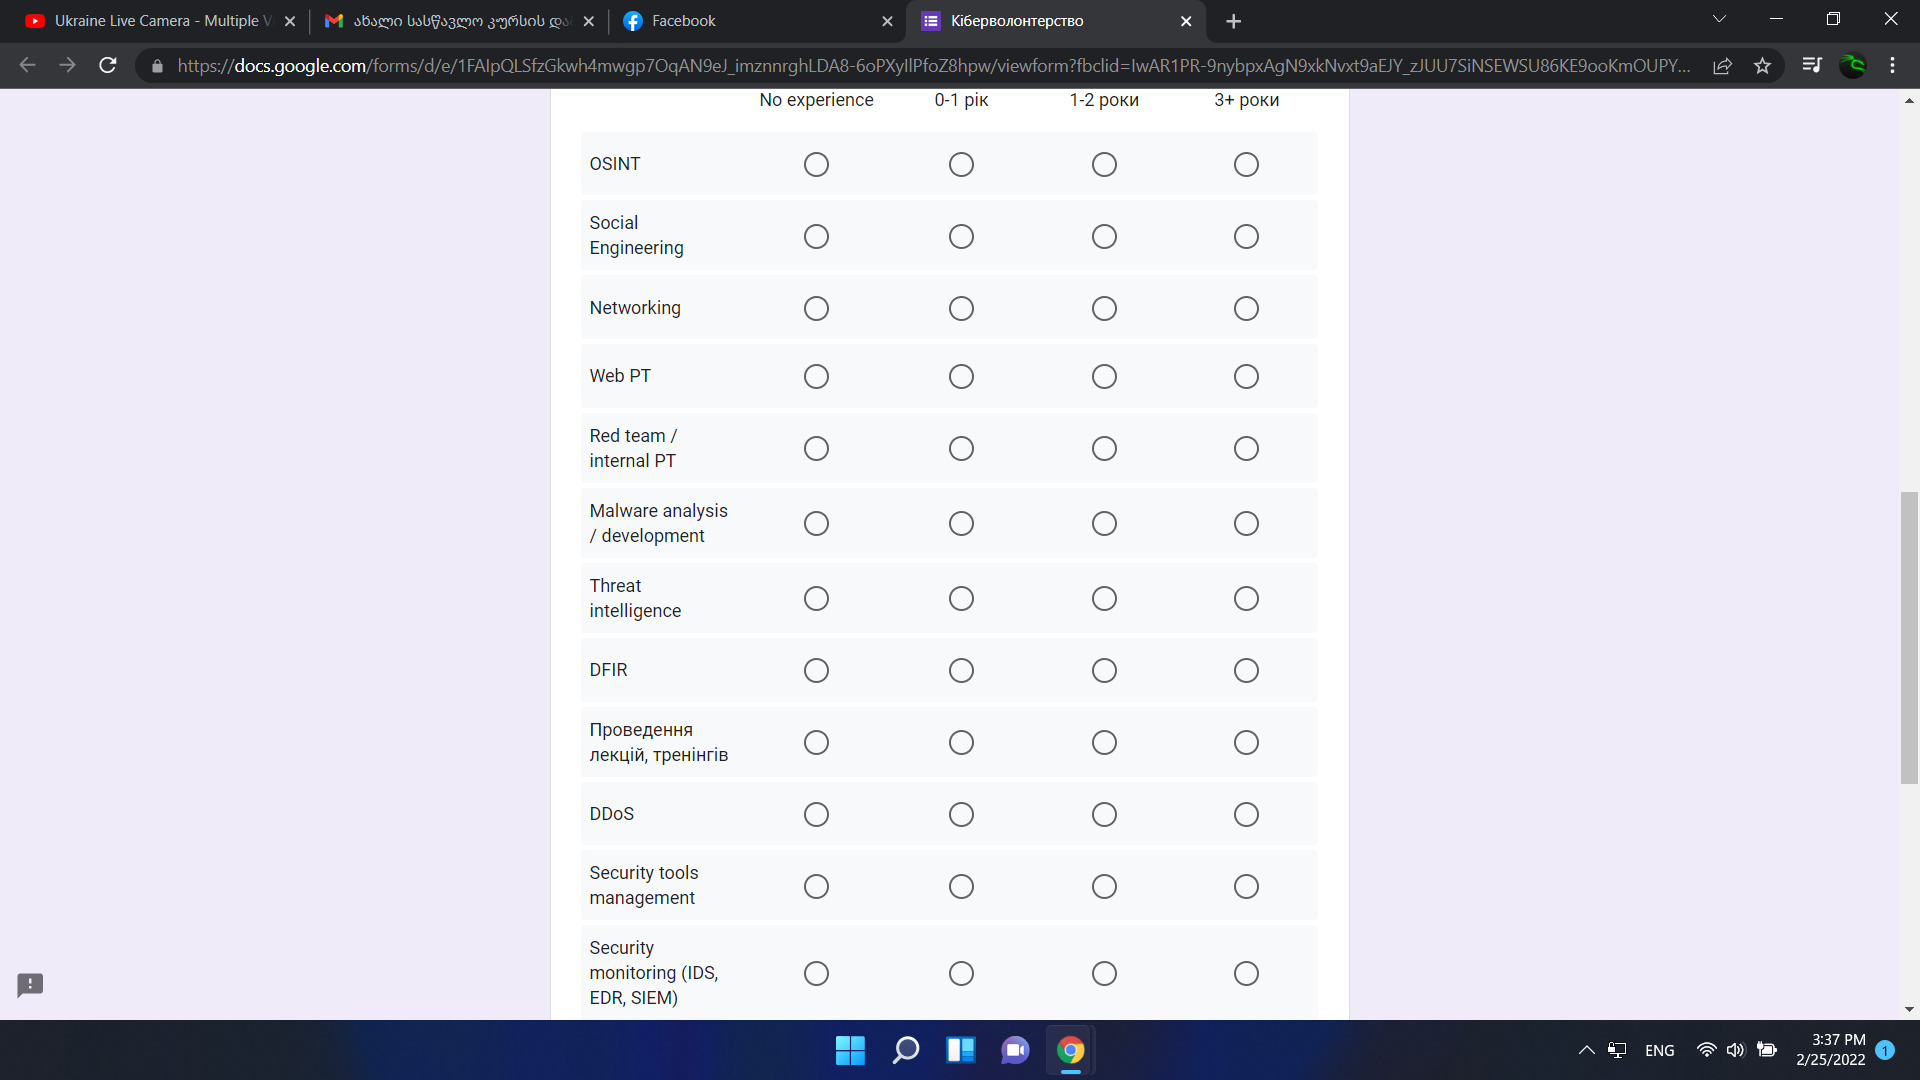 Ukraine Live Camera - Multiple V
ახალი სასწავლო კურსის და
Facebook
Кіберволонтерство
https://docs.google.com/forms/d/e/1FAIpQLSfzGkwh4mwgp7OqAN9eJ_imznnrghLDA8-6oPXyIlPfoZ8hpw/viewform?fbclid=IwAR1PR-9nybpxAgN9xkNvxt9aEJY_zJUU7SiNSEWSU86KE9ooKmOUPY...
No experience 0-1 рік 1-2 роки 3+ роки
OSINT
Social
Engineering
Networking
Web PT
Red team /
internal PT
Malware analysis
/ development
Threat
intelligence
DFIR
Проведення
лекцій, тренінгів
DDoS
Security tools
management
Security
monitoring (IDS,
EDR, SIEM)
ENG
3:37 PM
2/25/2022
1